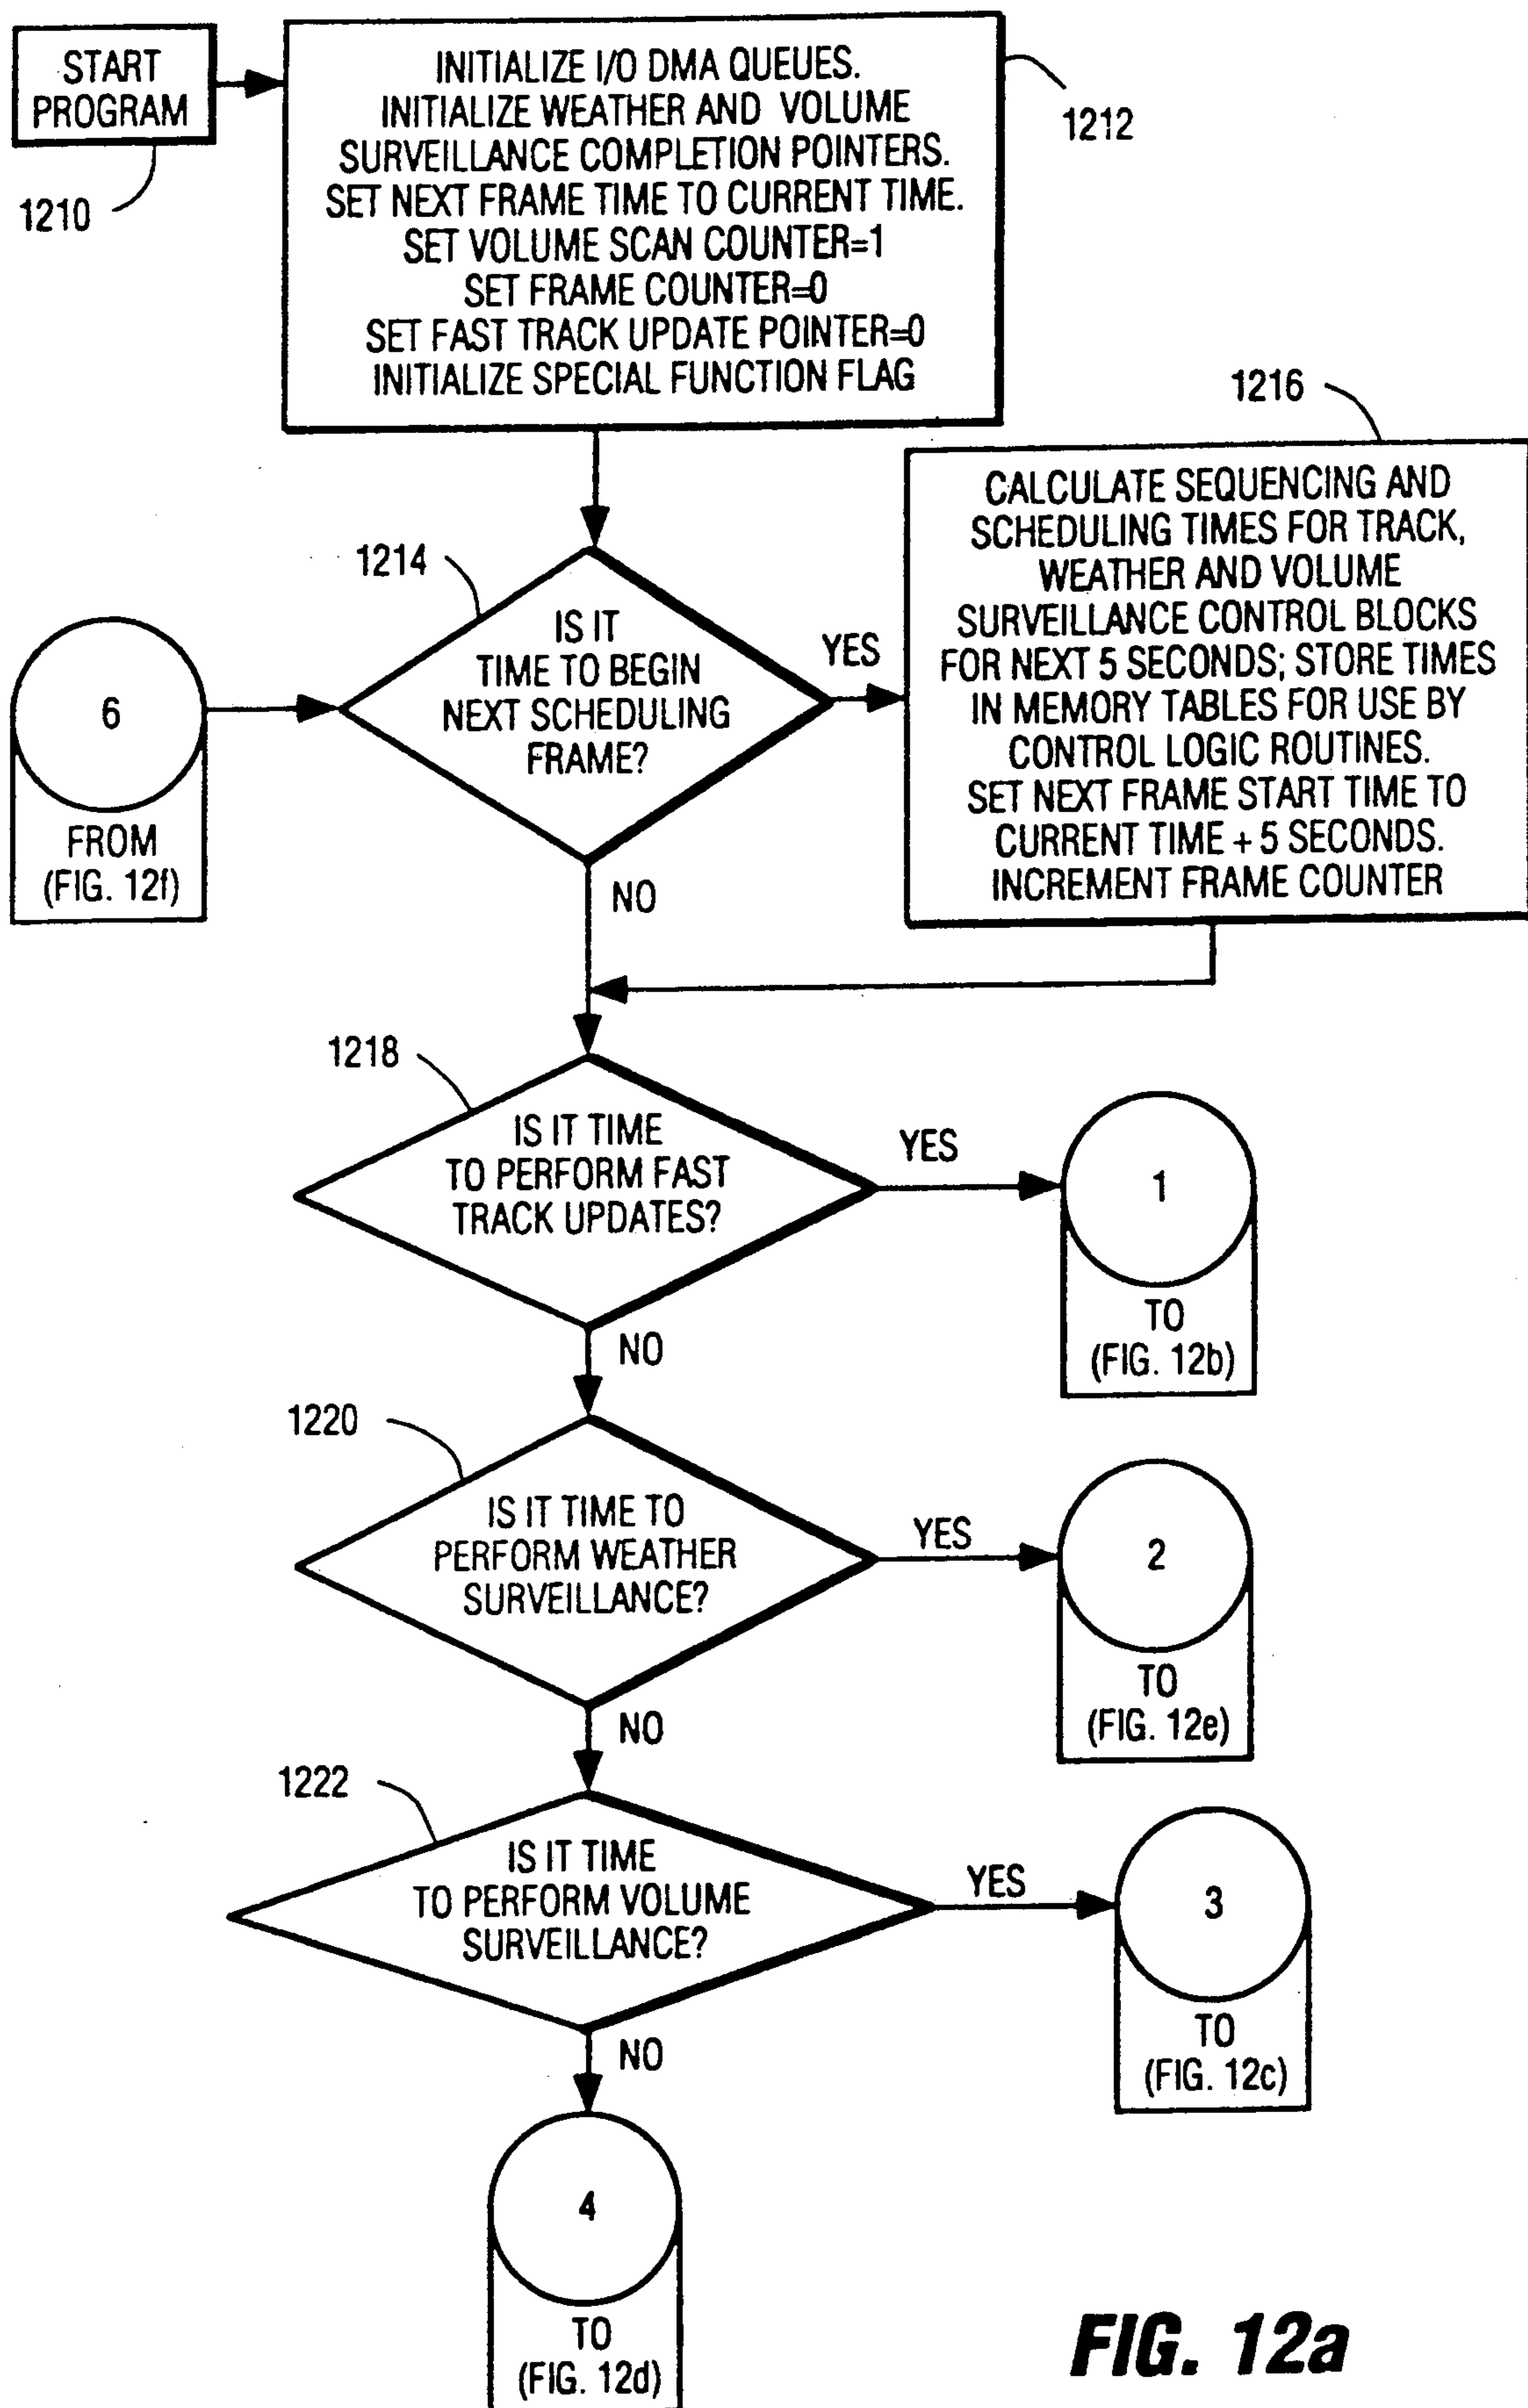 START
PROGRAM
1210
INITIALIZE I/O DMA QUEUES.
INITIALIZE WEATHER AND VOLUME
SURVEILLANCE COMPLETION POINTERS.
SET NEXT FRAME TIME TO CURRENT TIME.
SET VOLUME SCAN COUNTER=1
SET FRAME COUNTER=0
SET FAST TRACK UPDATE POINTER=0
INITIALIZE SPECIAL FUNCTION FLAG
1212
1214
IS IT
TIME TO BEGIN
NEXT SCHEDULING
FRAME?
YES
NO
6
FROM
(FIG. 12f)
1216
CALCULATE SEQUENCING AND
SCHEDULING TIMES FOR TRACK,
WEATHER AND VOLUME
SURVEILLANCE CONTROL BLOCKS
FOR NEXT 5 SECONDS; STORE TIMES
IN MEMORY TABLES FOR USE BY
CONTROL LOGIC ROUTINES.
SET NEXT FRAME START TIME TO
CURRENT TIME + 5 SECONDS.
INCREMENT FRAME COUNTER
1218
IS IT TIME
TO PERFORM FAST
TRACK UPDATES?
YES
1
TO
(FIG. 12b)
NO
1220
IS IT TIME TO
PERFORM WEATHER
SURVEILLANCE?
YES
2
TO
(FIG. 12e)
NO
1222
IS IT TIME
TO PERFORM VOLUME
SURVEILLANCE?
YES
3
TO
(FIG. 12c)
NO
4
TO
(FIG. 12d)
FIG. 12a